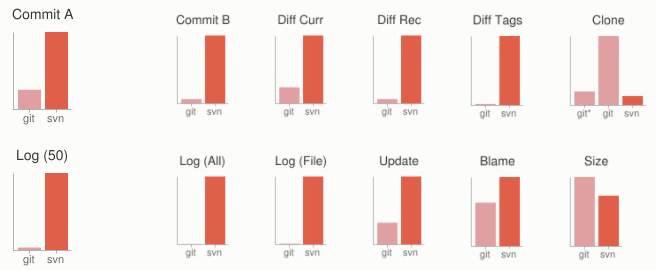 Commit A
Commit B
Diff Curr
Diff Rec
Diff Tags
Clone
git svn
git svn
git svn
git svn
git svn
git* git svn
Log (50)
Log (All)
Log (File)
Update
Blame
Size
git svn
git svn
git svn
git svn
git svn
git svn